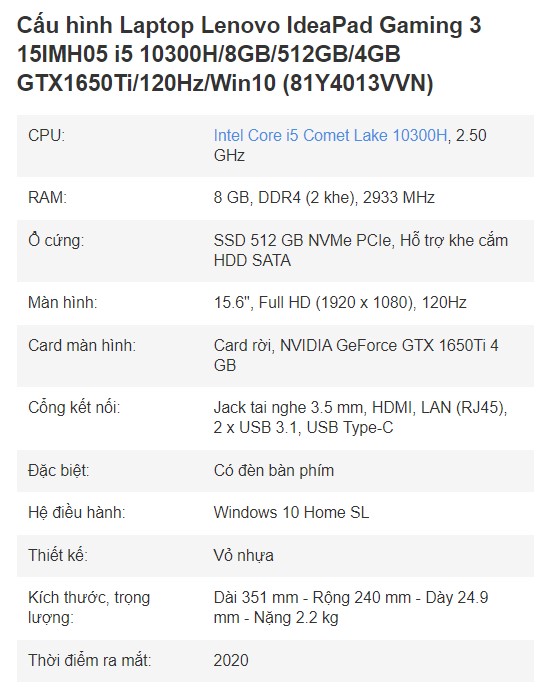 Cấu hình Laptop Lenovo IdeaPad Gaming 3
15IMH05 i5 10300H/8GB/512GB/4GB
GTX1650Ti/120Hz/Win10 (81Y4013VVN)
CPU:
Intel Core i5 Comet Lake 10300H, 2.50
GHz
RAM:
8 GB, DDR4 (2 khe), 2933 MHz
Ổ cứng:
SSD 512 GB NVMe PCIe, Hỗ trợ khe cắm
HDD SATA
Màn hình:
15.6", Full HD (1920 x 1080), 120Hz
Card màn hình:
Card rời, NVIDIA GeForce GTX 1650Ti 4
GB
Cổng kết nối:
Jack tai nghe 3.5 mm, HDMI, LAN (RJ45),
2 x USB 3.1, USB Type-C
Đặc biệt:
Có đèn bàn phím
Hệ điều hành:
Windows 10 Home SL
Thiết kế:
Vỏ nhựa
Kích thước, trọng
lượng:
Dài 351 mm - Rộng 240 mm - Dày 24.9
mm - Nặng 2.2 kg
Thời điểm ra mắt:
2020